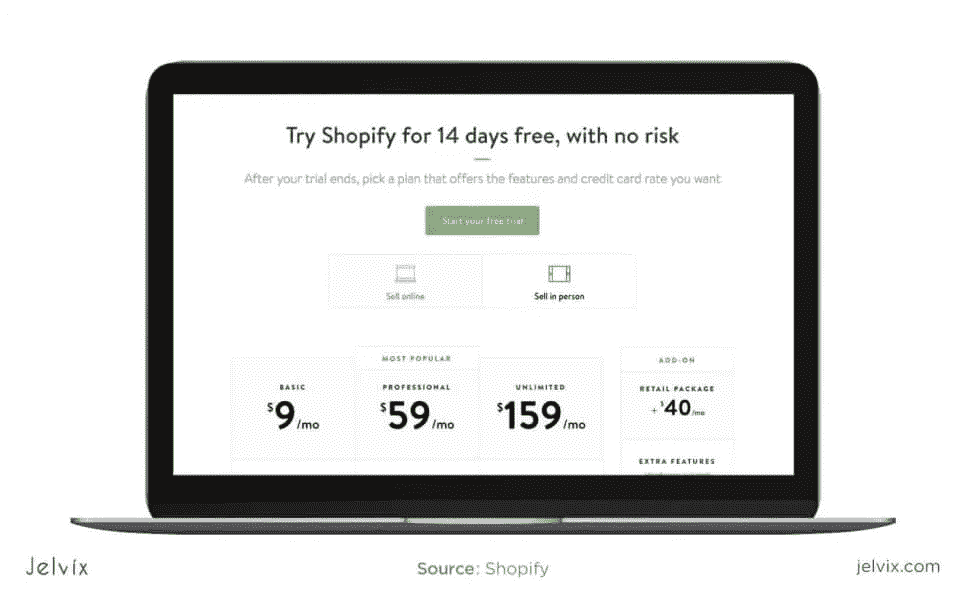 Try Shopify for 14 days free, with no risk
After your trial ends, pick a plan that offers the features and credit card rate you want
Start your free trial
Sell online
Sell in person
MOST POPULAR
ADD-ON
BASIC
$9/mo
PROFESSIONAL
$59/mo
UNLIMITED
$159/mo
RETAIL PACKAGE
+ $40/mo
EXTRA FEATURES
Jelvix
Source: Shopify
jelvix.com